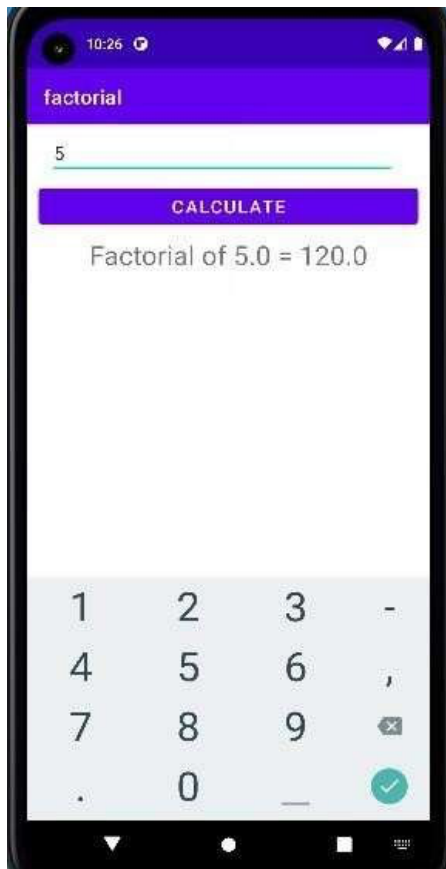 10:26
factorial
5
CALCULATE
Factorial of 5.0 = 120.0
1 2 3 -
4 5 6 ,
7 8 9
. 0 _